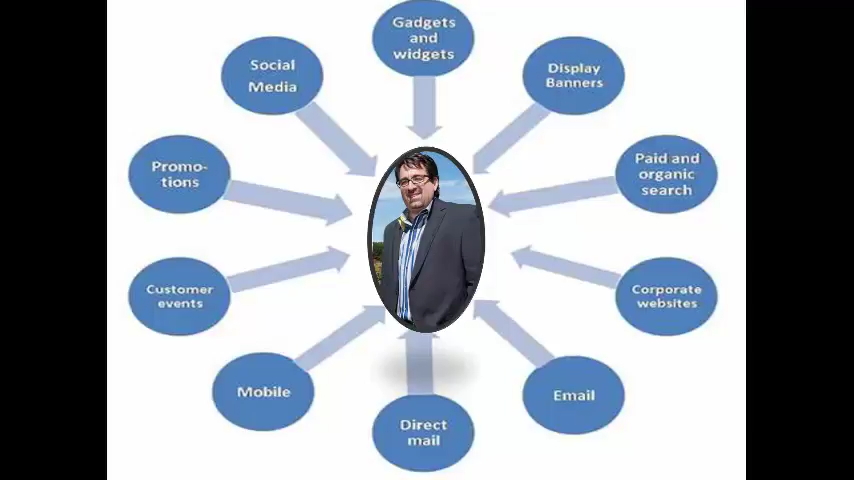 Gadgets
and
widgets
Display
Banners
Paid and
organic
search
Corporate
websites
Email
Direct
mail
Mobile
Customer
events
Promo-
tions
Social
Media